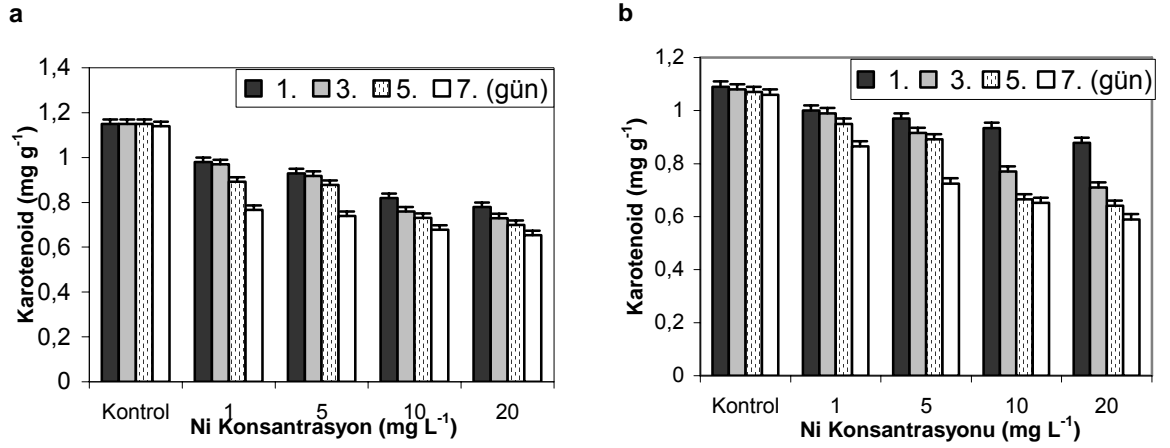 a
1,4
1,2
1
0,8
0,6
0,4
0,2
0
Karotenoid (mg g⁻¹)
1. 3. 5. 7. (gün)
Kontrol 1 5 10 20
Ni Konsantrasyon (mg L⁻¹)
b
1,2
1
0,8
0,6
0,4
0,2
0
Karotenoid (mg g⁻¹)
1. 3. 5. 7. (gün)
Kontrol 1 5 10 20
Ni Konsantrasyonu (mg L⁻¹)